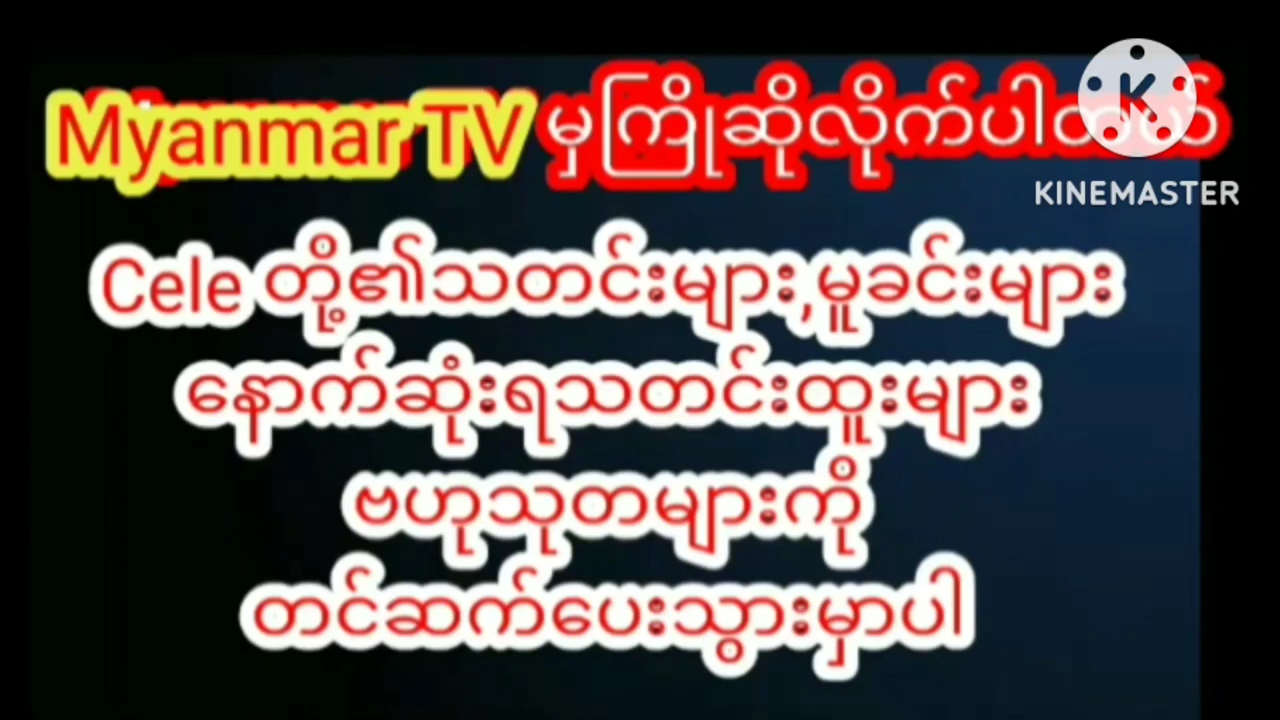 Myanmar TV မှကြိုဆိုလိုက်ပါတယ်
KINEMASTER
Cele တို့၏သတင်းများ,မူခင်းများ
နောက်ဆုံးရသတင်းထူးများ
ဗဟုသုတများကို
တင်ဆက်ပေးသွားမှာပါ